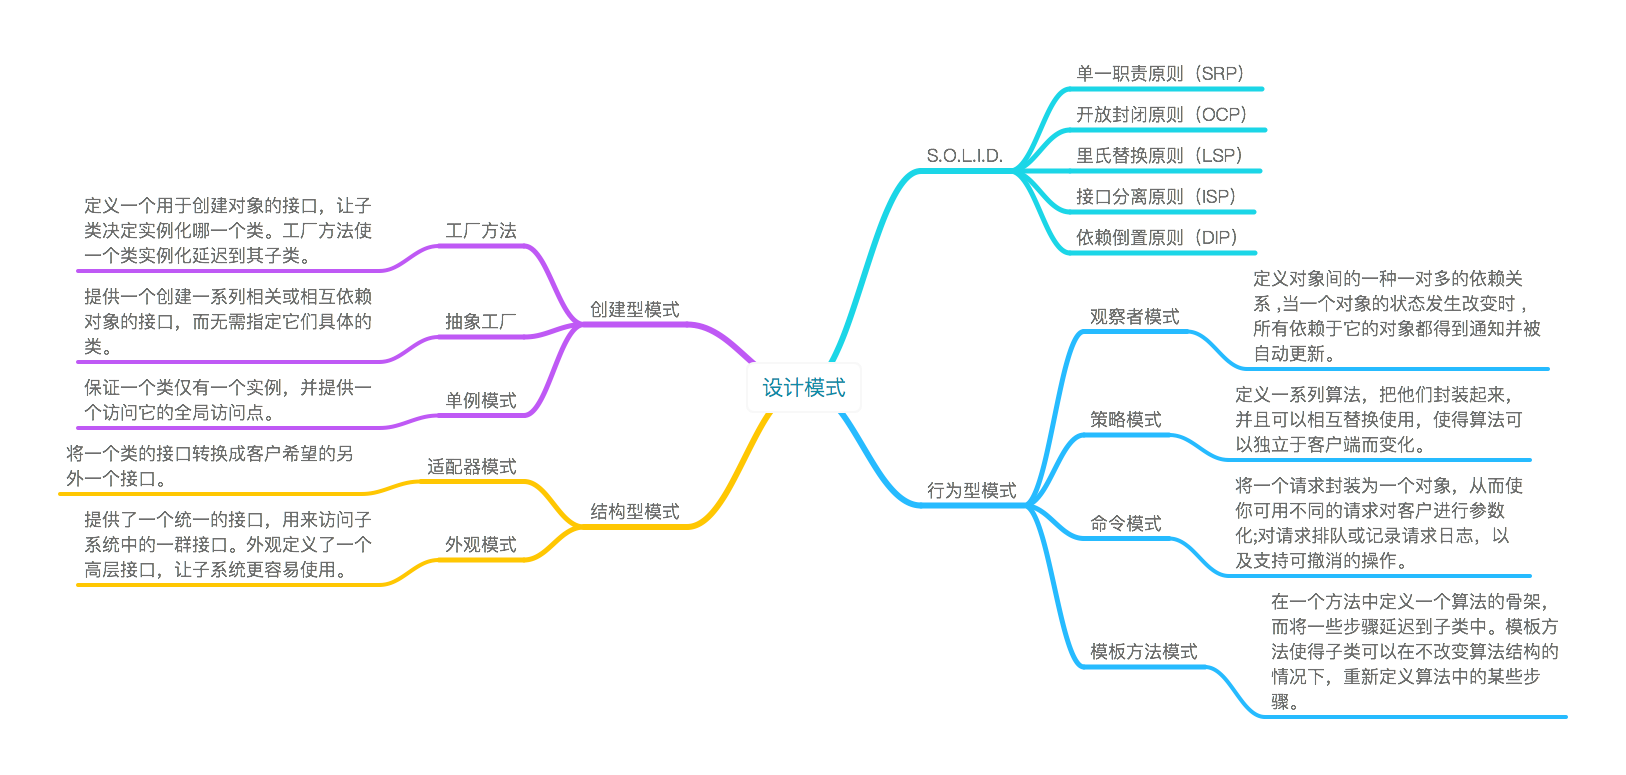 设计模式
S.O.L.I.D.
单一职责原则（SRP）
开放封闭原则（OCP）
里氏替换原则（LSP）
接口分离原则（ISP）
依赖倒置原则（DIP）
创建型模式
工厂方法
定义一个用于创建对象的接口，让子
类决定实例化哪一个类。工厂方法使
一个类实例化延迟到其子类。
抽象工厂
提供一个创建一系列相关或相互依赖
对象的接口，而无需指定它们具体的
类。
单例模式
保证一个类仅有一个实例，并提供一
个访问它的全局访问点。
结构型模式
适配器模式
将一个类的接口转换成客户希望的另
外一个接口。
外观模式
提供了一个统一的接口，用来访问子
系统中的一群接口。外观定义了一个
高层接口，让子系统更容易使用。
行为型模式
观察者模式
定义对象间的一种一对多的依赖关
系 ,当一个对象的状态发生改变时 ,
所有依赖于它的对象都得到通知并被
自动更新。
策略模式
定义一系列算法，把他们封装起来，
并且可以相互替换使用，使得算法可
以独立于客户端而变化。
命令模式
将一个请求封装为一个对象，从而使
你可用不同的请求对客户进行参数
化;对请求排队或记录请求日志，以
及支持可撤消的操作。
模板方法模式
在一个方法中定义一个算法的骨架，
而将一些步骤延迟到子类中。模板方
法使得子类可以在不改变算法结构的
情况下，重新定义算法中的某些步
骤。